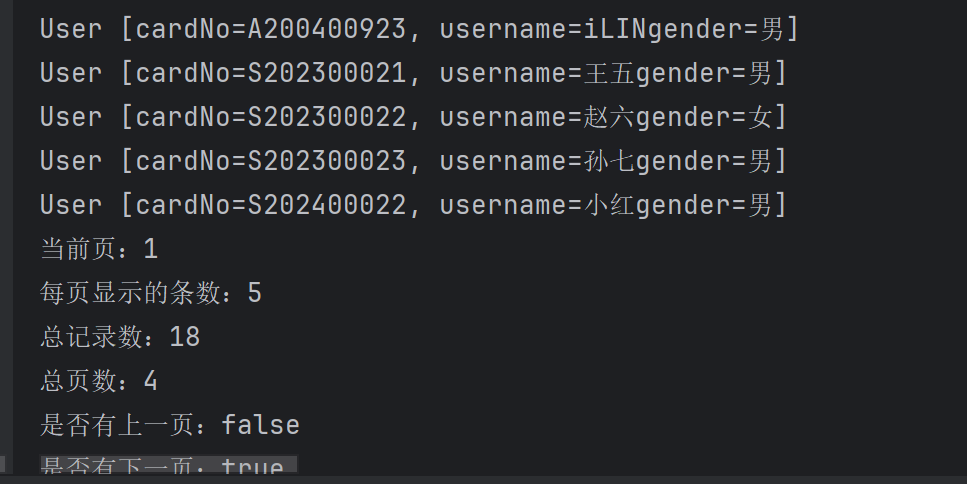 User [cardNo=A200400923, username=iLINgender=男]
User [cardNo=S202300021, username=王五gender=男]
User [cardNo=S202300022, username=赵六gender=女]
User [cardNo=S202300023, username=孙七gender=男]
User [cardNo=S202400022, username=小红gender=男]
当前页：1
每页显示的条数：5
总记录数：18
总页数：4
是否有上一页：false
是否有下一页：true